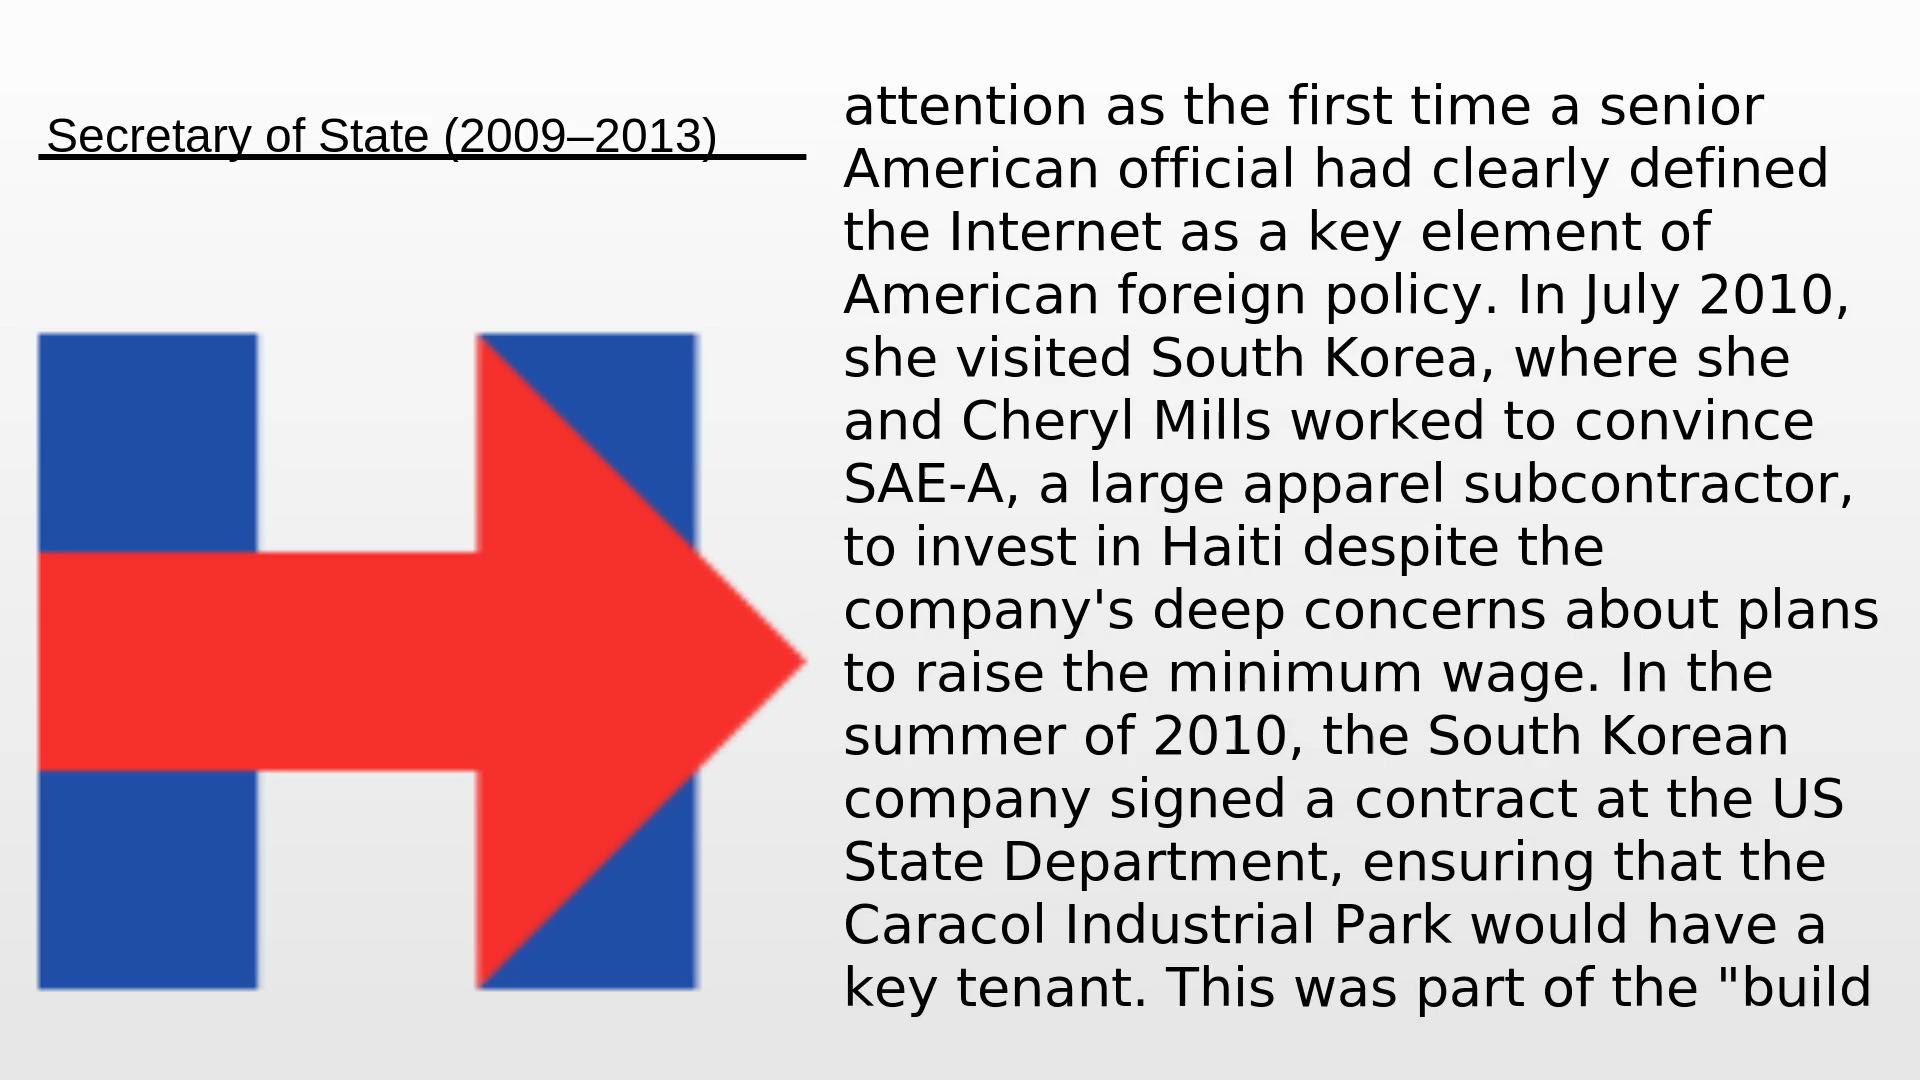 Secretary of State (2009–2013)
attention as the first time a senior
American official had clearly defined
the Internet as a key element of
American foreign policy. In July 2010,
she visited South Korea, where she
and Cheryl Mills worked to convince
SAE-A, a large apparel subcontractor,
to invest in Haiti despite the
company's deep concerns about plans
to raise the minimum wage. In the
summer of 2010, the South Korean
company signed a contract at the US
State Department, ensuring that the
Caracol Industrial Park would have a
key tenant. This was part of the "build